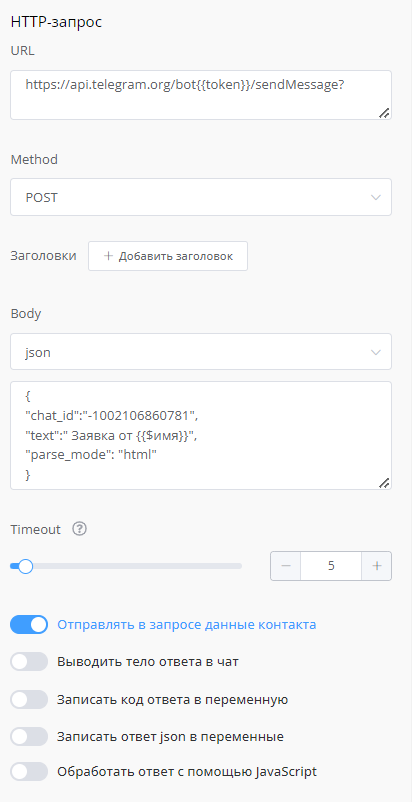 HTTP-запрос
URL
https://api.telegram.org/bot{{token}}/sendMessage?
Method
POST
Заголовки + Добавить заголовок
Body
json
{
"chat_id":"-1002106860781",
"text":" Заявка от {{$имя}}",
"parse_mode": "html"
}
Timeout ?
− 5 +
Отправлять в запросе данные контакта
Выводить тело ответа в чат
Записать код ответа в переменную
Записать ответ json в переменные
Обработать ответ с помощью JavaScript